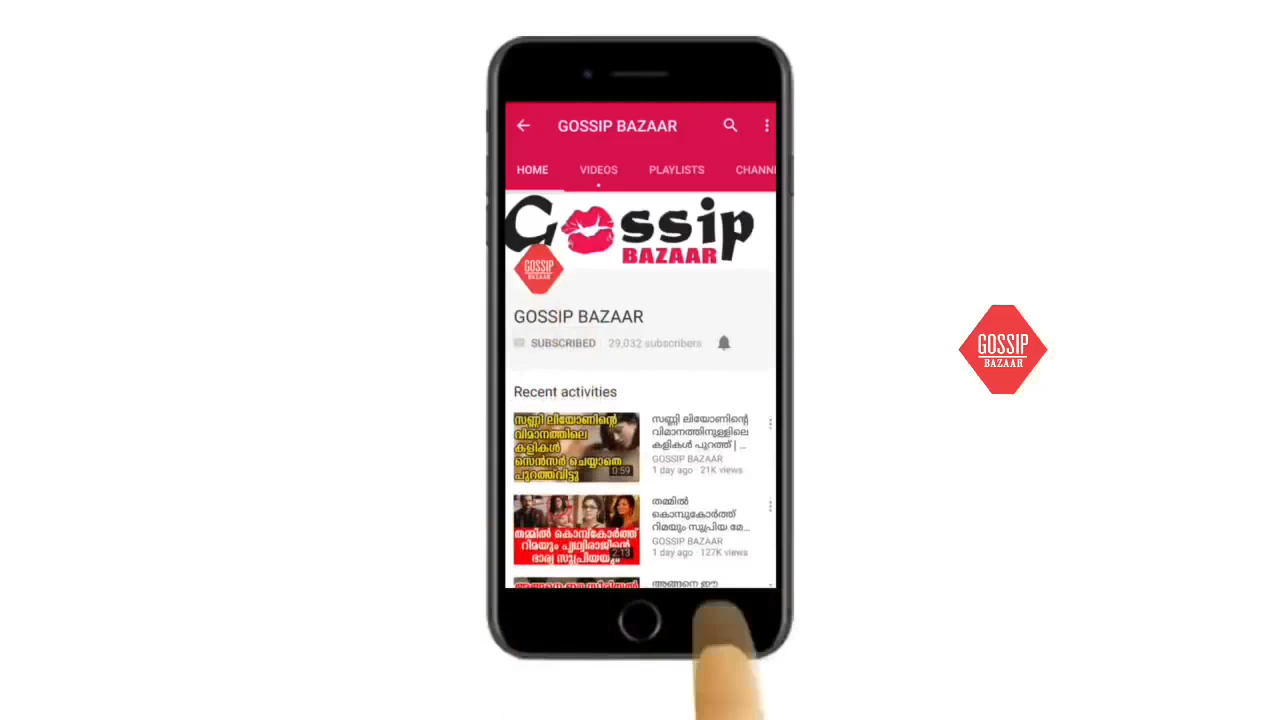 GOSSIP BAZAAR
HOME VIDEOS PLAYLISTS CHANN
Gossip
BAZAAR
GOSSIP
BAZAAR
GOSSIP BAZAAR
SUBSCRIBED 29,032 subscribers
Recent activities
സണ്ണി ലിയോണിന്റെ
വിമാനത്തിലെ
കളികൾ
സെൻസർ ചെയ്യാതെ
പുറത്തുവിട്ടു
0:59
സണ്ണി ലിയോണിന്റെ
വിമാനത്തിനുള്ളിലെ
കളികൾ പുറത്ത് | ...
GOSSIP BAZAAR
1 day ago · 21K views
തമ്മിൽ കൊമ്പ്കോർത്ത്
റിമയും പൃഥ്വിരാജിന്റെ
ഭാര്യ സുപ്രിയയും
2:13
തമ്മിൽ
കൊമ്പുകോർത്ത്
റിമയും സുപ്രിയ മേ...
GOSSIP BAZAAR
1 day ago · 127K views
അങ്ങനെ ഈ
GOSSIP
BAZAAR